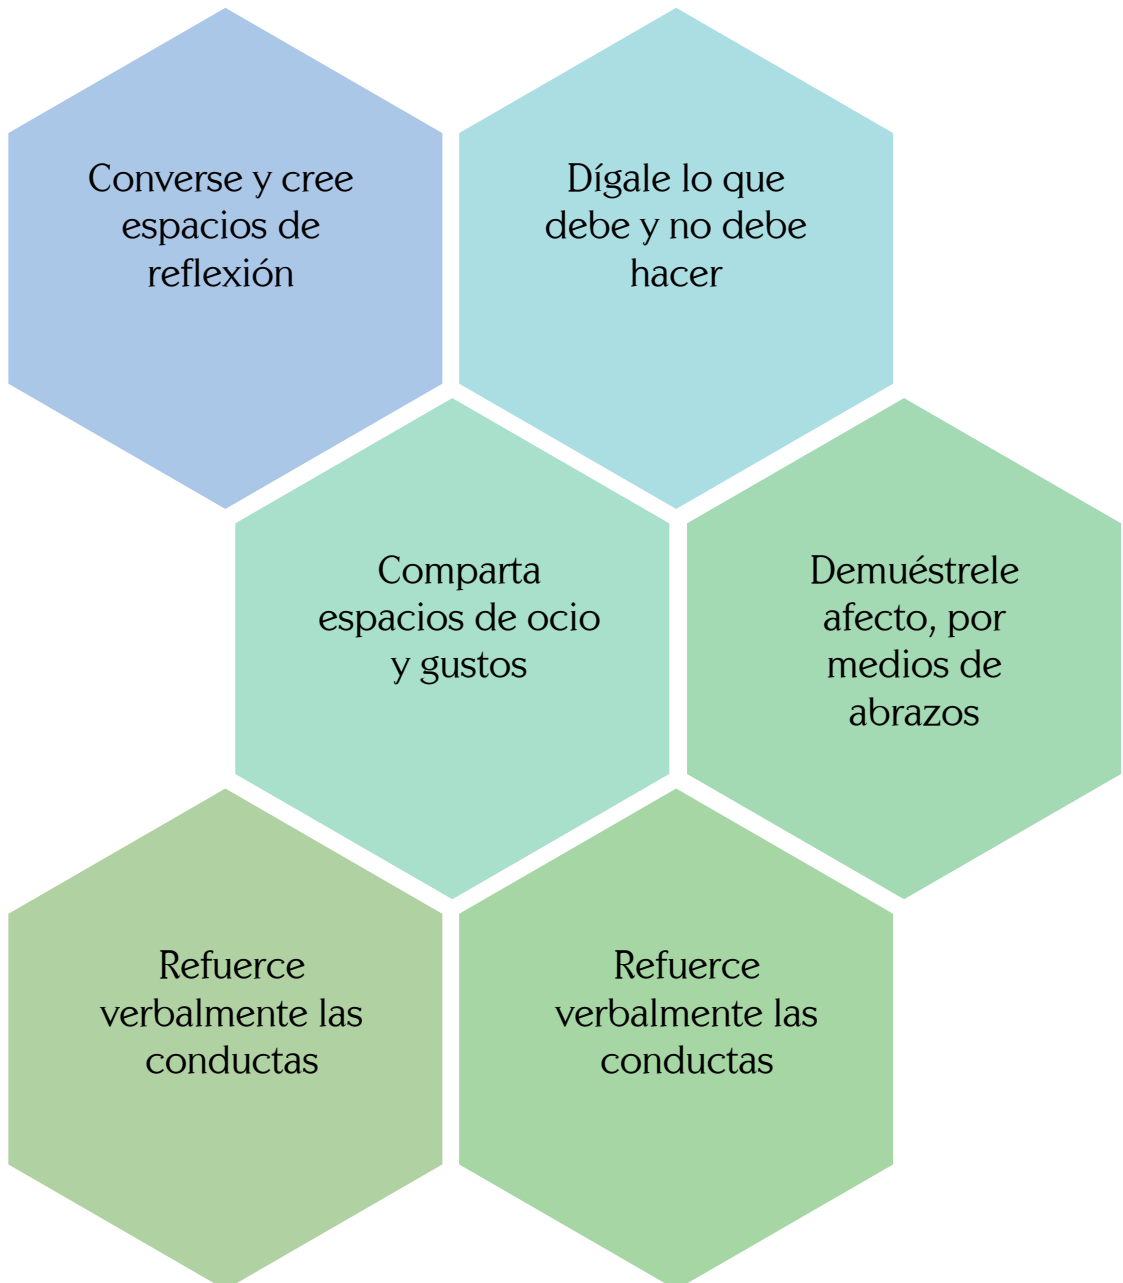 Converse y cree
espacios de
reflexión
Dígale lo que
debe y no debe
hacer
Comparta
espacios de ocio
y gustos
Demuéstrele
afecto, por
medios de
abrazos
Refuerce
verbalmente las
conductas
Refuerce
verbalmente las
conductas